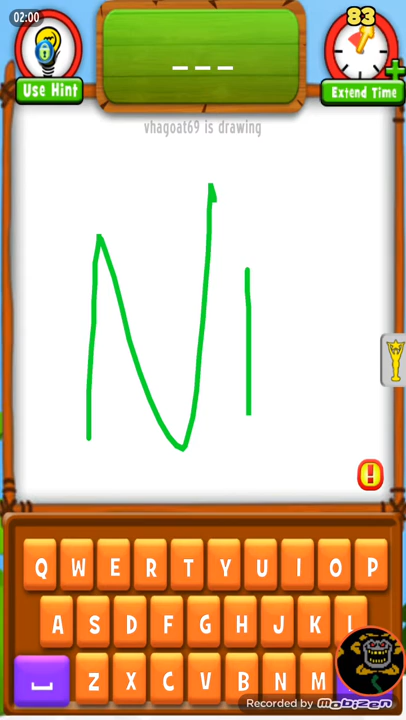 02:00
83
Use Hint
_ _ _
Extend Time
vhagoat69 is drawing
NI
!
Q W E R T Y U I O P
A S D F G H J K L
Z X C V B N M
Recorded by Mobizen